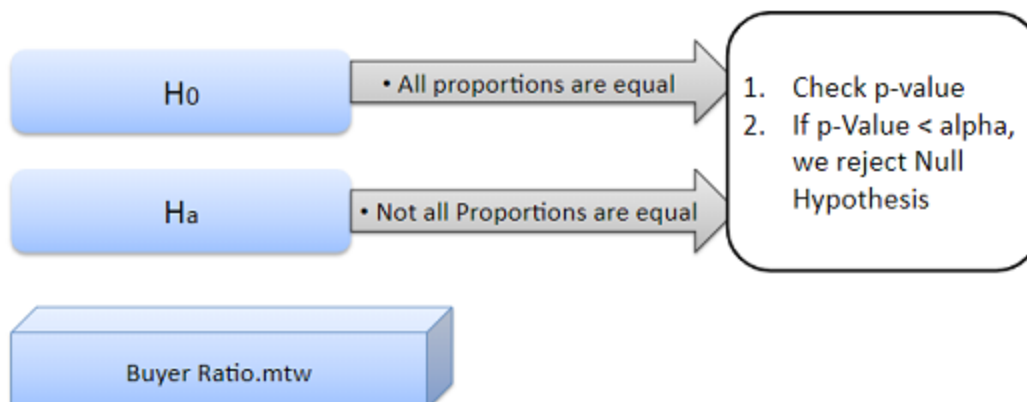 H0
• All proportions are equal
Ha
• Not all Proportions are equal
1. Check p-value
2. If p-Value < alpha,
we reject Null
Hypothesis
Buyer Ratio.mtw